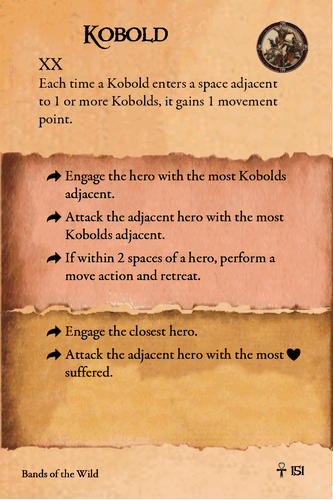 Kobold
XX
Each time a Kobold enters a space adjacent
to 1 or more Kobolds, it gains 1 movement
point.
Engage the hero with the most Kobolds
adjacent.
Attack the adjacent hero with the most
Kobolds adjacent.
If within 2 spaces of a hero, perform a
move action and retreat.
Engage the closest hero.
Attack the adjacent hero with the most ♥
suffered.
Bands of the Wild
☥ 151